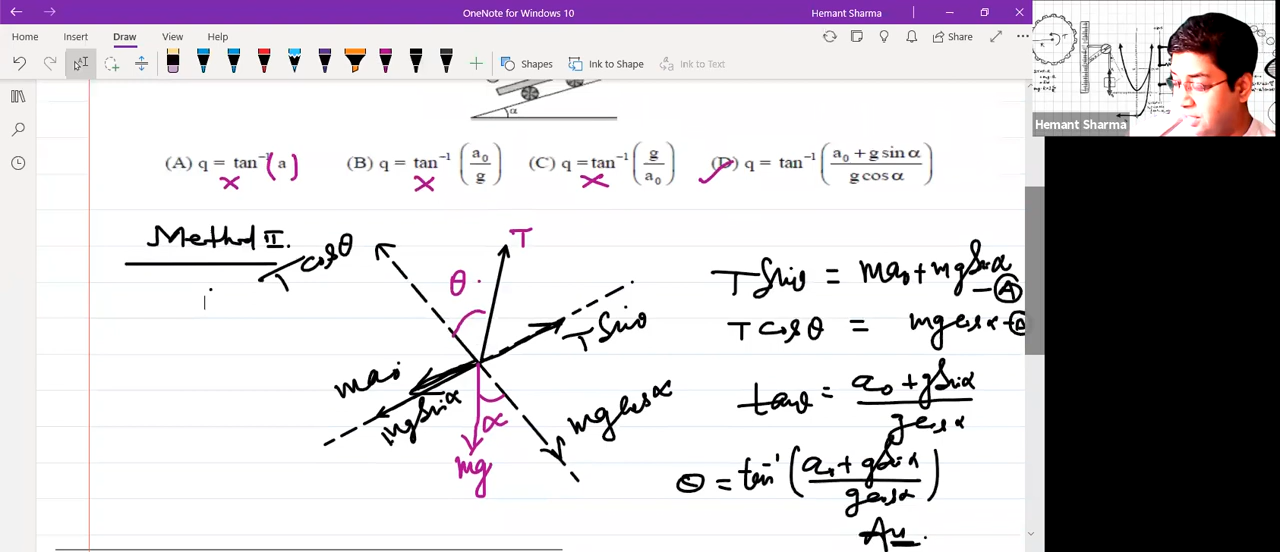 OneNote for Windows 10
Hemant Sharma
Home Insert Draw View Help
Share
Shapes
Ink to Shape
Ink to Text
Hemant Sharma
α
(A) q = tan⁻¹(a) (B) q = tan⁻¹ (a₀/g) (C) q = tan⁻¹ (g/a₀) (D) q = tan⁻¹ ((a₀ + g sin α)/(g cos α))
Method II.
T cosθ
T
θ
T Sinθ
ma₀
mg Sinα
α
mg cosα
mg
T Sinθ = ma₀ + mg Sinα – A
T cosθ = mg cosα –
tanθ = (a₀ + g Sinα)/(g cosα)
θ = tan⁻¹ ((a₀ + g Sinα)/(g cosα))